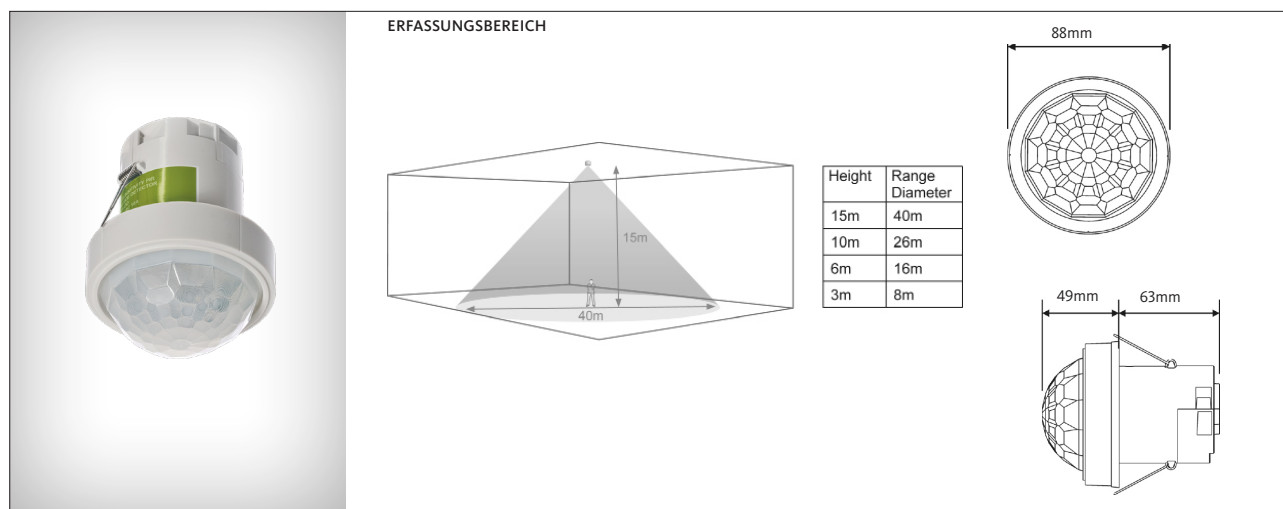 ERFASSUNGSBEREICH
15m
40m
Height Range
Diameter
15m 40m
10m 26m
6m 16m
3m 8m
88mm
49mm 63mm